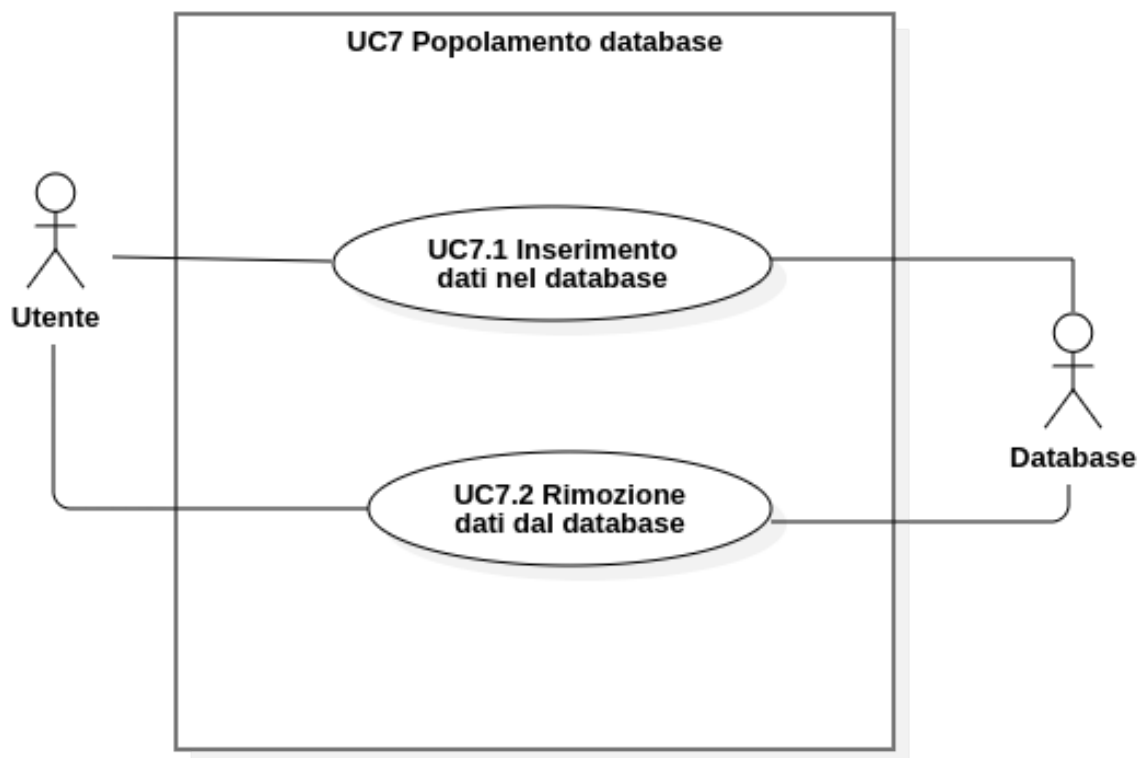 UC7 Popolamento database
UC7.1 Inserimento
dati nel database
Utente
Database
UC7.2 Rimozione
dati dal database